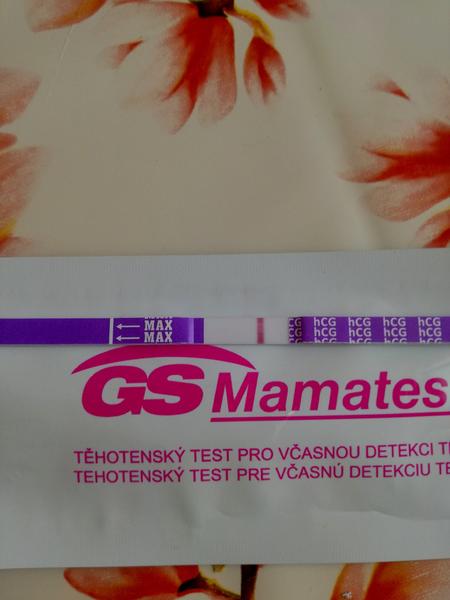 MAX hCG hCG hCG hCG
MAX hCG hCG hCG hCG
GS Mamates
TĚHOTENSKÝ TEST PRO VČASNOU DETEKCI
TEHOTENSKÝ TEST PRE VČASNÚ DETEKCIU